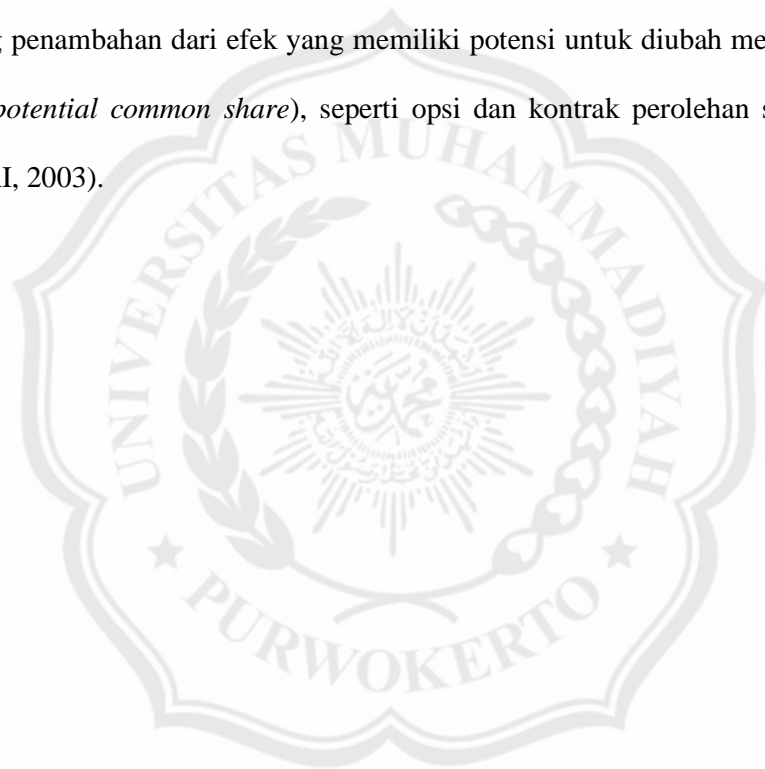 penambahan dari efek yang memiliki potensi untuk diubah
potential common share), seperti opsi dan kontrak perolehan
2003).
UNIVERSITAS MUHAMMADIYAH
★ PURWOKERTO ★